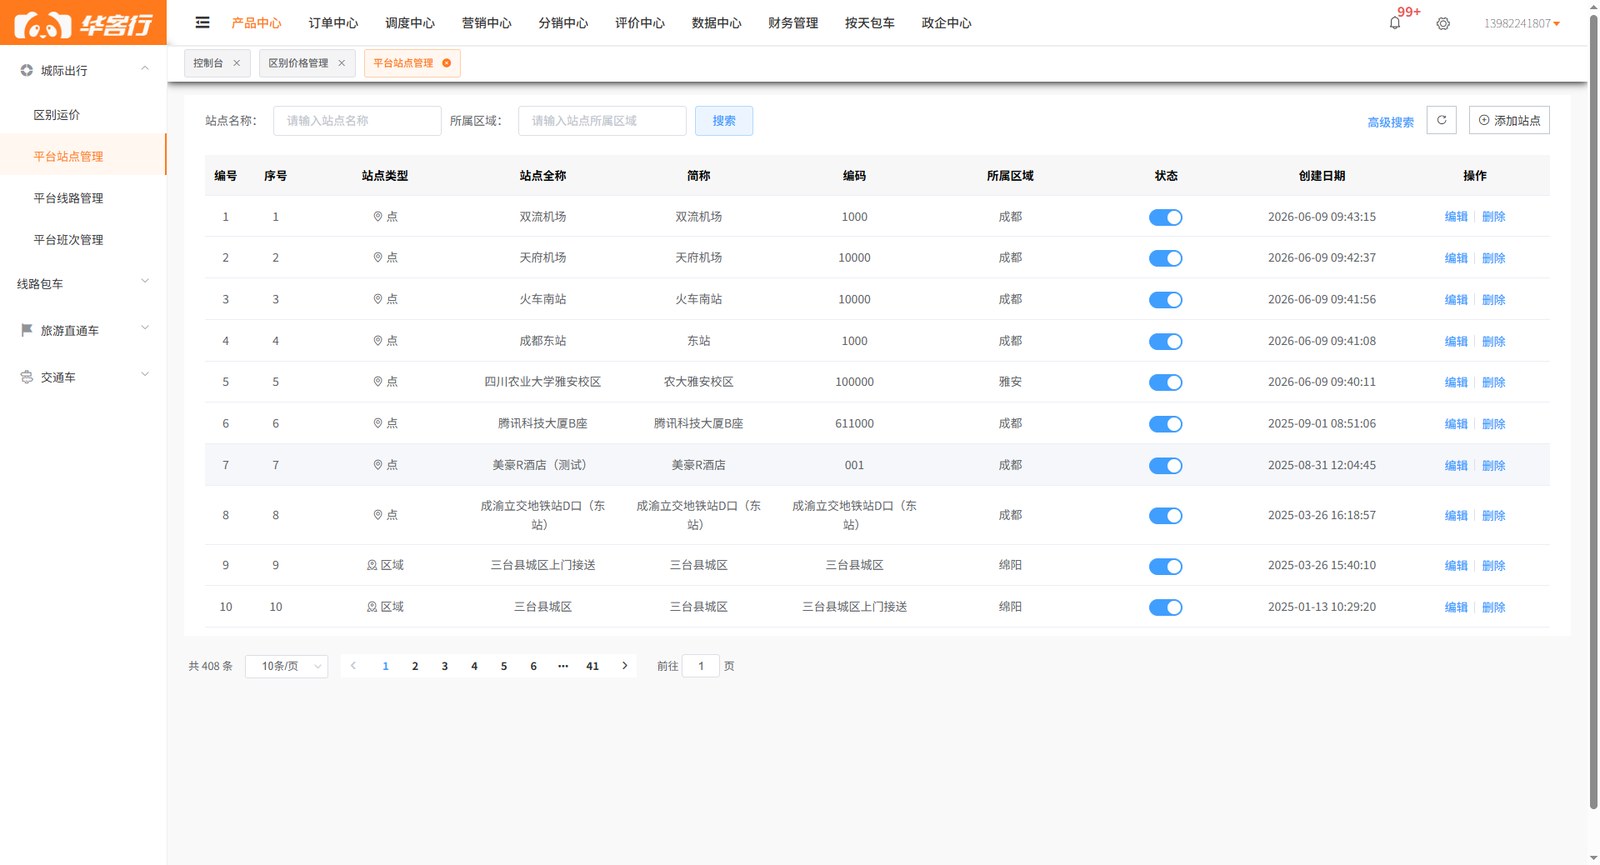 华客行
产品中心 订单中心 调度中心 营销中心 分销中心 评价中心 数据中心 财务管理 按天包车 政企中心
99+
13982241807
城际出行
区别运价
平台站点管理
平台线路管理
平台班次管理
线路包车
旅游直通车
交通车
控制台 区别价格管理 平台站点管理
站点名称： 请输入站点名称 所属区域： 请输入站点所属区域 搜索 高级搜索 添加站点
编号 序号 站点类型 站点全称 简称 编码 所属区域 状态 创建日期 操作
1 1 点 双流机场 双流机场 1000 成都 2026-06-09 09:43:15 编辑 删除
2 2 点 天府机场 天府机场 10000 成都 2026-06-09 09:42:37 编辑 删除
3 3 点 火车南站 火车南站 10000 成都 2026-06-09 09:41:56 编辑 删除
4 4 点 成都东站 东站 1000 成都 2026-06-09 09:41:08 编辑 删除
5 5 点 四川农业大学雅安校区 农大雅安校区 100000 雅安 2026-06-09 09:40:11 编辑 删除
6 6 点 腾讯科技大厦B座 腾讯科技大厦B座 611000 成都 2025-09-01 08:51:06 编辑 删除
7 7 点 美豪R酒店（测试） 美豪R酒店 001 成都 2025-08-31 12:04:45 编辑 删除
8 8 点 成渝立交地铁站D口（东站） 成渝立交地铁站D口（东站） 成渝立交地铁站D口（东站） 成都 2025-03-26 16:18:57 编辑 删除
9 9 区域 三台县城区上门接送 三台县城区 三台县城区 绵阳 2025-03-26 15:40:10 编辑 删除
10 10 区域 三台县城区 三台县城区 三台县城区上门接送 绵阳 2025-01-13 10:29:20 编辑 删除
共 408 条 10条/页 1 2 3 4 5 6 ··· 41 前往 1 页